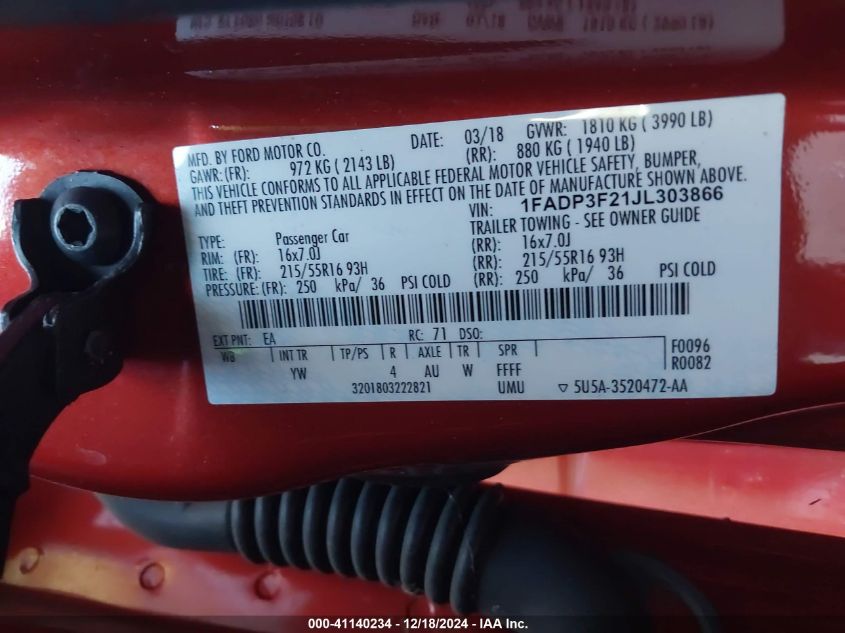 MFD. BY FORD MOTOR CO. DATE: 03/18 GVWR: 1810 KG ( 3990 LB)
GAWR:(FR): 972 KG ( 2143 LB) (RR): 880 KG ( 1940 LB)
THIS VEHICLE CONFORMS TO ALL APPLICABLE FEDERAL MOTOR VEHICLE SAFETY, BUMPER,
AND THEFT PREVENTION STANDARDS IN EFFECT ON THE DATE OF MANUFACTURE SHOWN ABOVE.
VIN: 1FADP3F21JL303866
TRAILER TOWING - SEE OWNER GUIDE
TYPE: Passenger Car
RIM: (FR): 16x7.0J (RR): 16x7.0J
TIRE: (FR): 215/55R16 93H (RR): 215/55R16 93H
PRESSURE:(FR): 250 kPa/ 36 PSI COLD (RR): 250 kPa/ 36 PSI COLD
EXT PNT: EA RC: 71 DSO: F0096
WB INT TR TP/PS R AXLE TR SPR R0082
YW 4 AU W FFFF
3201803222821 UMU ▽ 5U5A-3520472-AA
000-41140234 - 12/18/2024 - IAA Inc.